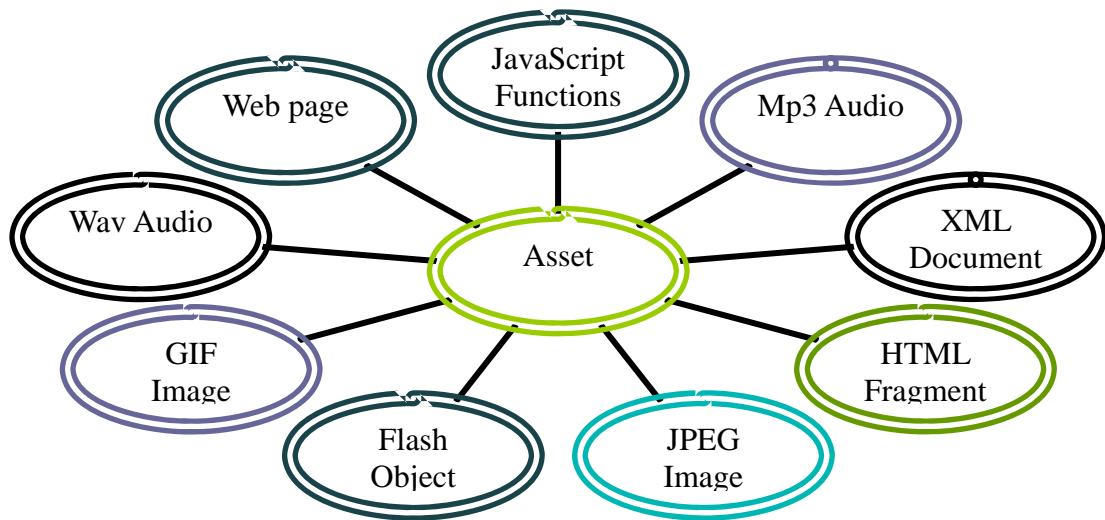 JavaScript
Functions
Web page
Mp3 Audio
Wav Audio
XML
Document
Asset
GIF
Image
HTML
Fragment
Flash
Object
JPEG
Image